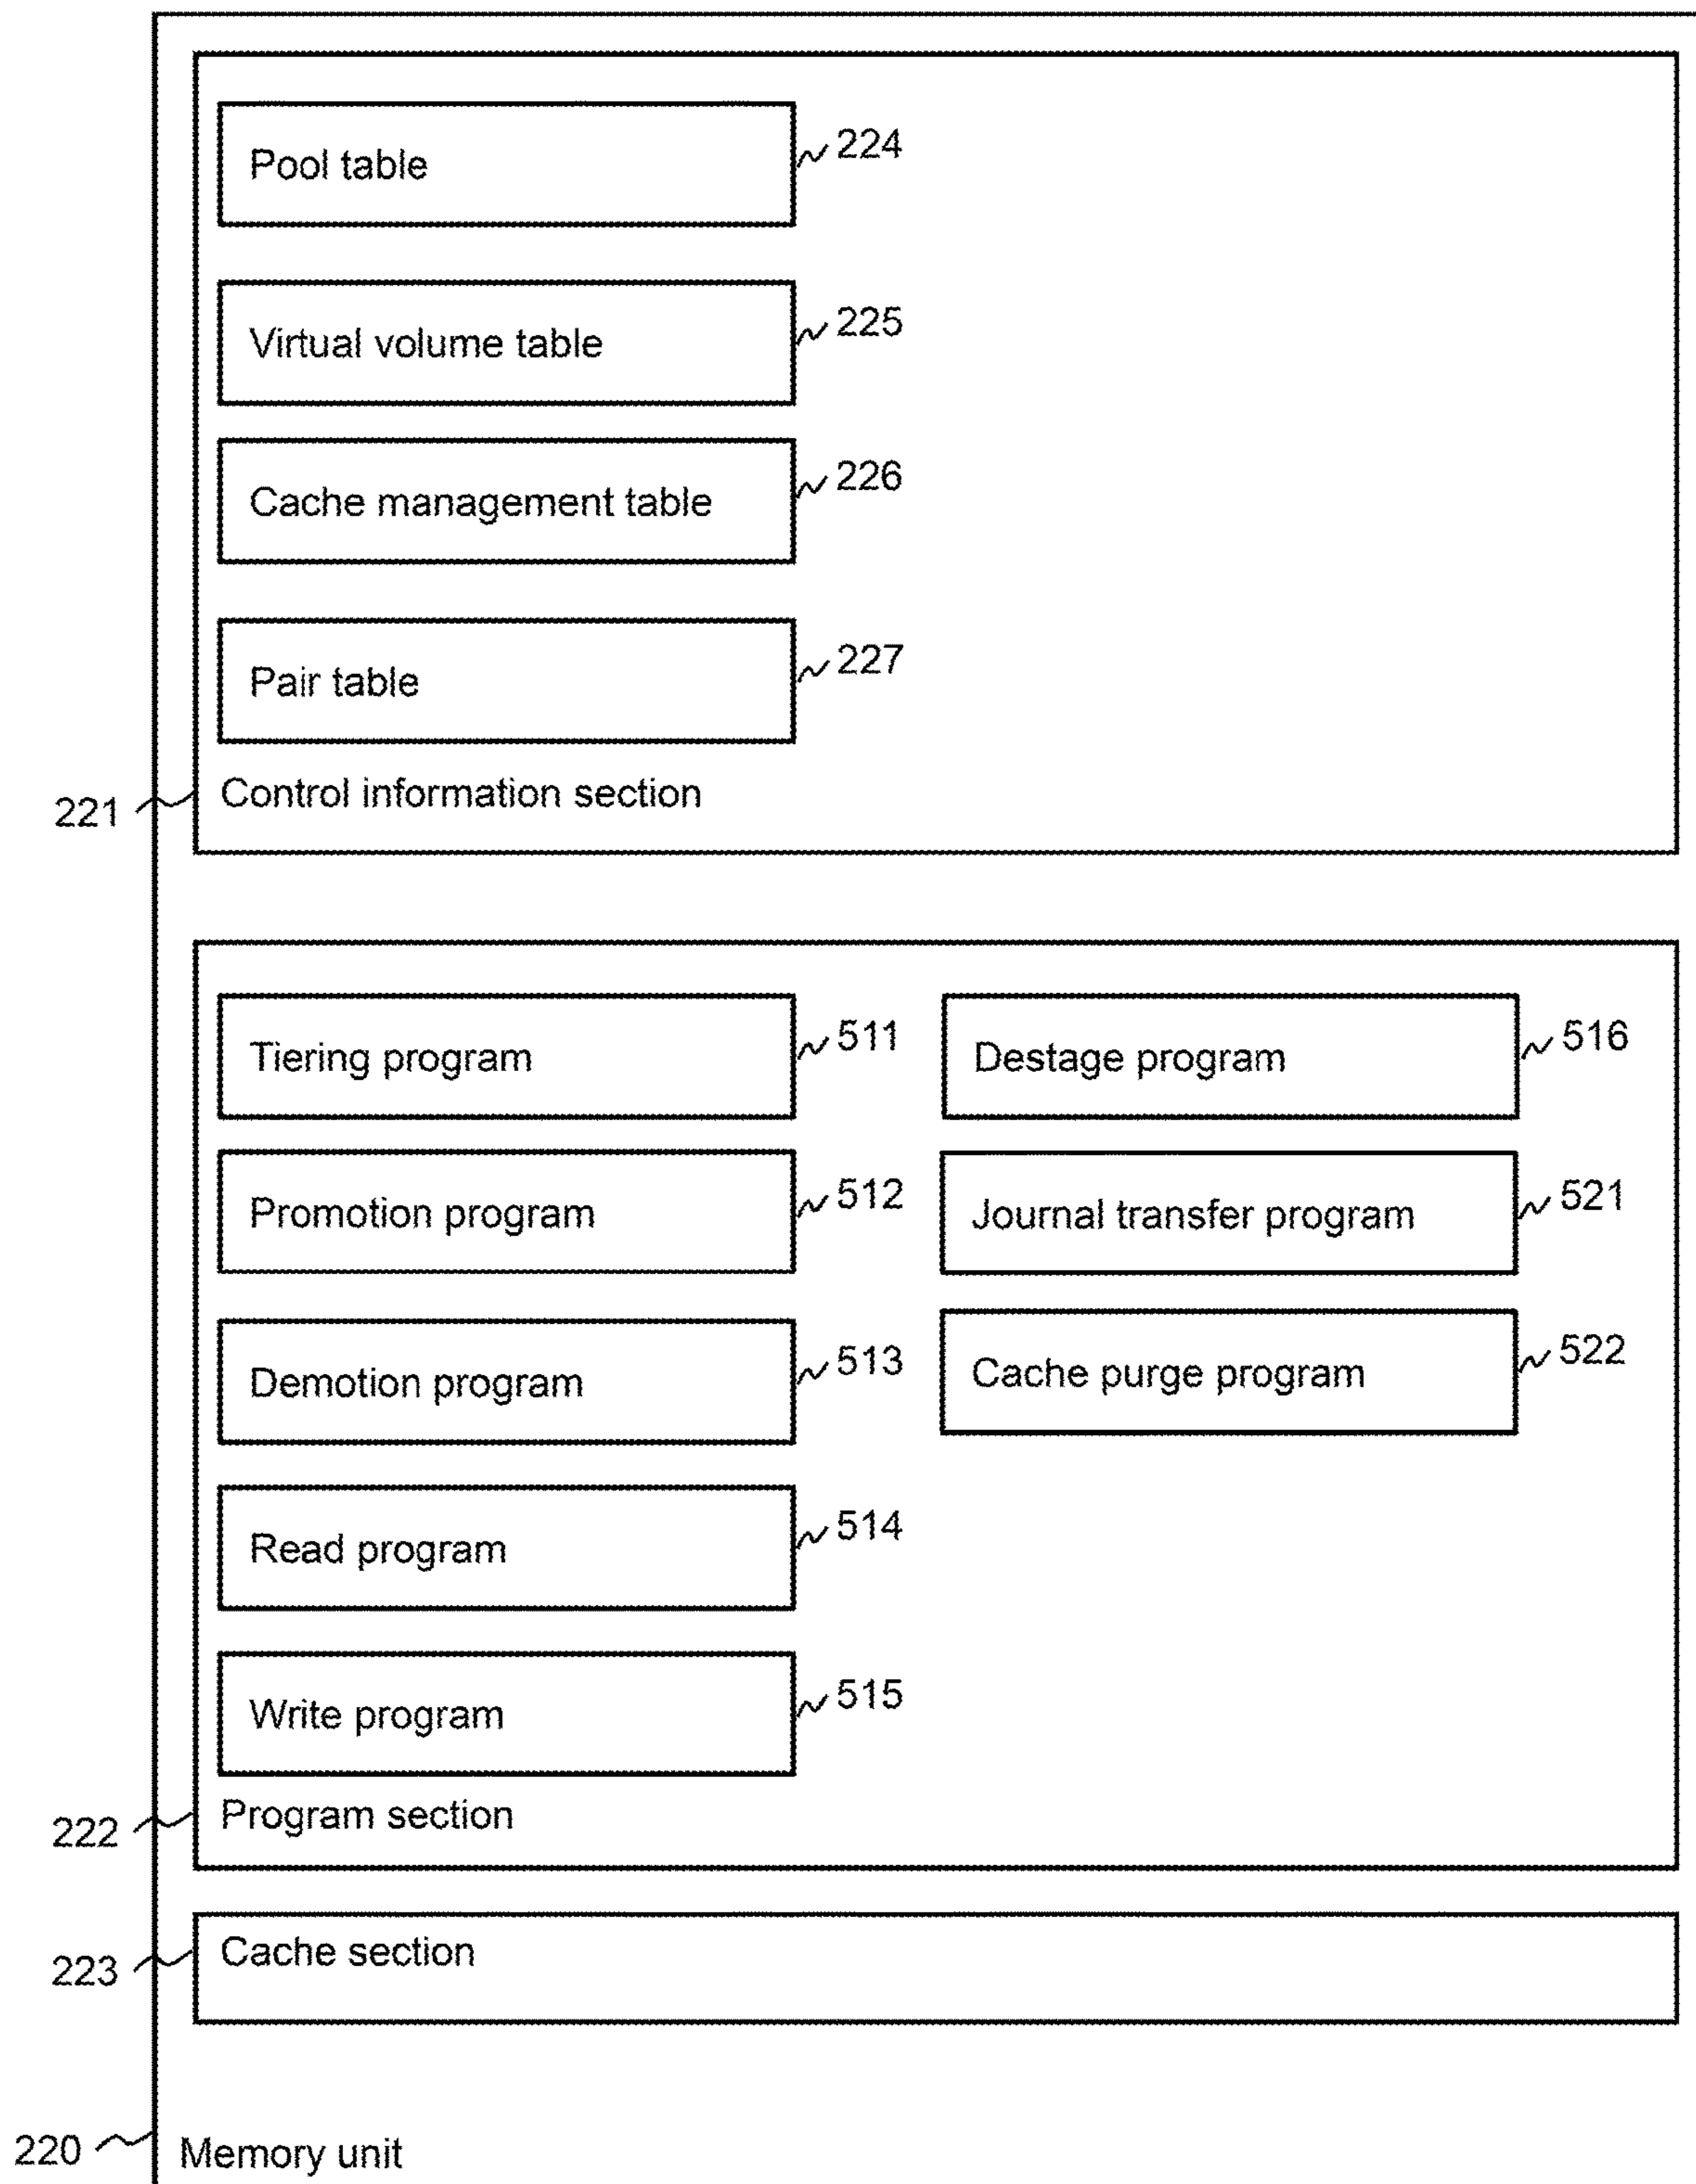 Pool table 224
Virtual volume table 225
Cache management table 226
Pair table 227
221 Control information section
Tiering program 511
Destage program 516
Promotion program 512
Journal transfer program 521
Demotion program 513
Cache purge program 522
Read program 514
Write program 515
222 Program section
223 Cache section
220 Memory unit